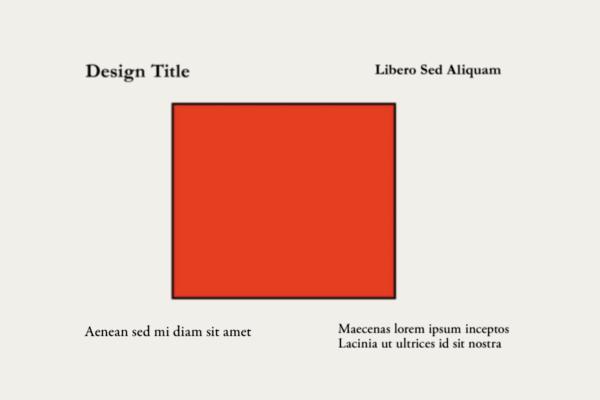 Design Title
Libero Sed Aliquam
Aenean sed mi diam sit amet
Maecenas lorem ipsum inceptos
Lacinia ut ultrices id sit nostra